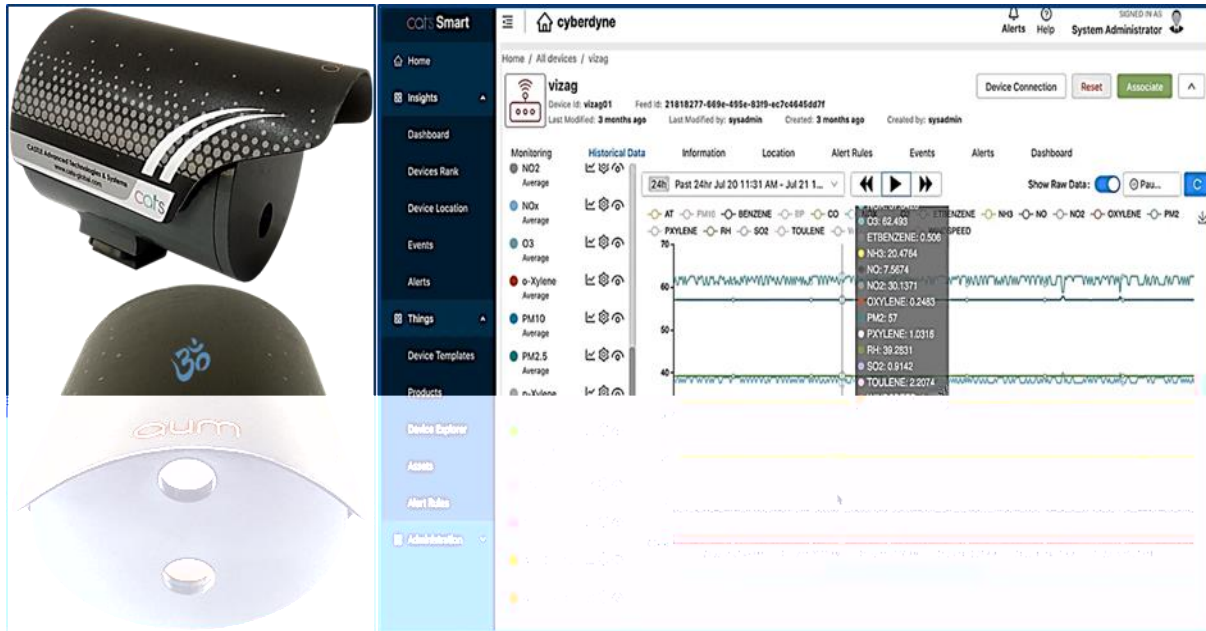 CATS13 Advanced Technologies & Systems
www.cats-global.com
cats
ॐ
aum
cats Smart
Home
Insights
Dashboard
Devices Rank
Device Location
Events
Alerts
Things
Device Templates
Products
Device Explorer
Assets
Alert Rules
Administration
cyberdyne
Alerts
Help
SIGNED IN AS
System Administrator
Home / All devices / vizag
vizag
Device Id: vizag01 Feed Id: 21818277-669e-495e-83f9-ec7c4645dd7f
Last Modified: 3 months ago Last Modified by: sysadmin Created: 3 months ago Created by: sysadmin
Device Connection Reset Associate
Monitoring Historical Data Information Location Alert Rules Events Alerts Dashboard
NO2
Average
NOx
Average
O3
Average
o-Xylene
Average
PM10
Average
PM2.5
Average
p-Xylene
24h Past 24hr Jul 20 11:31 AM - Jul 21 1...
Show Raw Data: Pau...
AT PM10 BENZENE BP CO ETBENZENE NH3 NO NO2 OXYLENE PM2
PXYLENE RH SO2 TOULENE SPEED
70
60
50
40
O3: 62.493
ETBENZENE: 0.506
NH3: 20.4764
NO: 7.5674
NO2: 30.1371
OXYLENE: 0.2483
PM2: 57
PXYLENE: 1.0316
RH: 39.2831
SO2: 0.9142
TOULENE: 2.2074